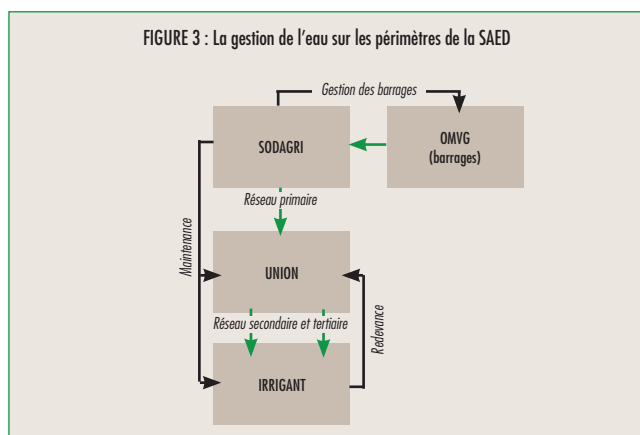 FIGURE 3 : La gestion de l'eau sur les périmètres de la SAED
Gestion des barrages
SODAGRI
OMVG
(barrages)
Réseau primaire
Maintenance
UNION
Réseau secondaire et tertiaire
Redevance
IRRIGANT